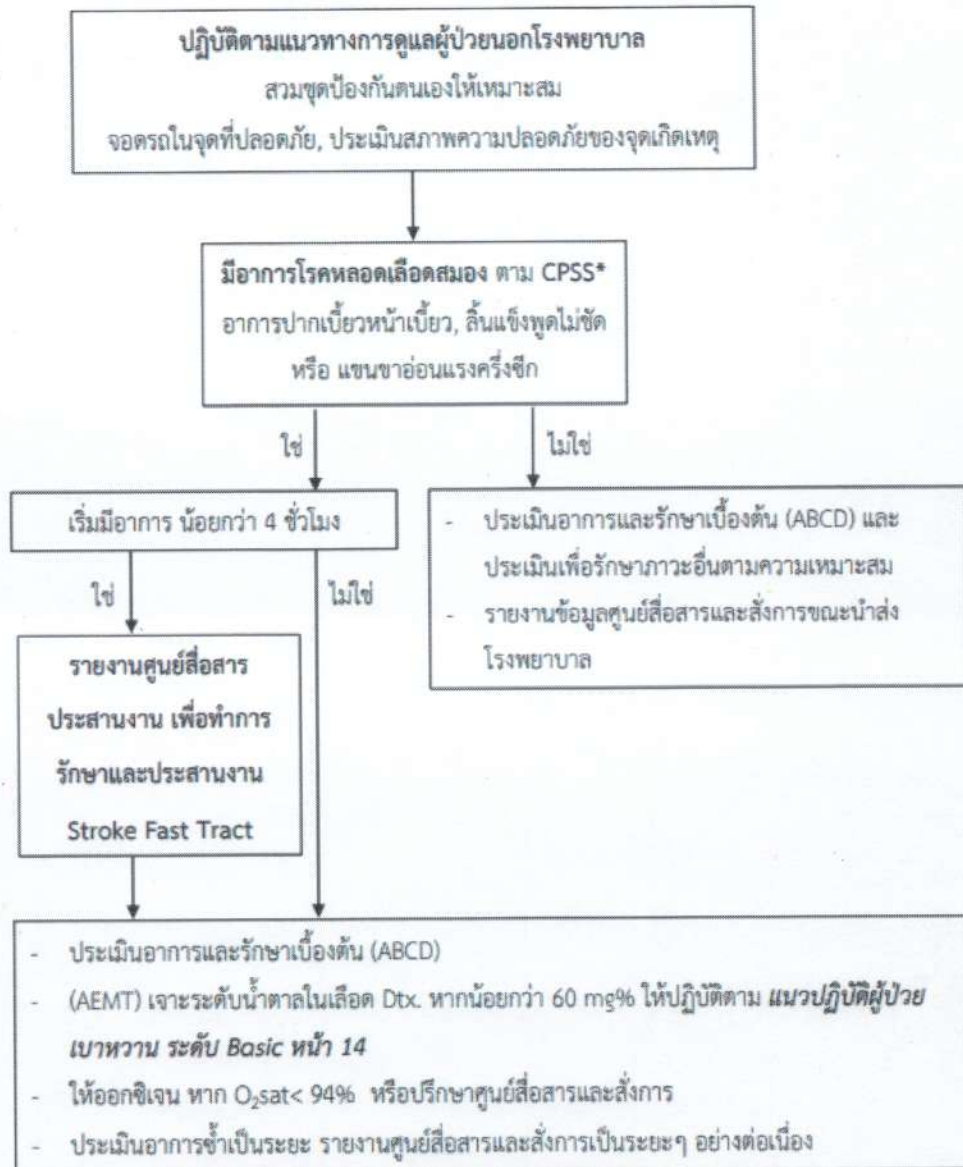 ปฏิบัติตามแนวทางการดูแลผู้ป่วยนอกโรงพยาบาล
สวมชุดป้องกันตนเองให้เหมาะสม
จอดรถในจุดที่ปลอดภัย, ประเมินสภาพความปลอดภัยของจุดเกิดเหตุ
มีอาการโรคหลอดเลือดสมอง ตาม CPSS*
อาการปากเบี้ยวหน้าเบี้ยว, ลิ้นแข็งพูดไม่ชัด
หรือ แขนขาอ่อนแรงครึ่งซีก
ใช่
ไม่ใช่
เริ่มมีอาการ น้อยกว่า 4 ชั่วโมง
- ประเมินอาการและรักษาเบื้องต้น (ABCD) และ
ประเมินเพื่อรักษาภาวะอื่นตามความเหมาะสม
- รายงานข้อมูลศูนย์สื่อสารและสั่งการขณะนำส่ง
โรงพยาบาล
ใช่
ไม่ใช่
รายงานศูนย์สื่อสาร
ประสานงาน เพื่อทำการ
รักษาและประสานงาน
Stroke Fast Tract
- ประเมินอาการและรักษาเบื้องต้น (ABCD)
- (AEMT) เจาะระดับน้ำตาลในเลือด Dtx. หากน้อยกว่า 60 mg% ให้ปฏิบัติตาม แนวปฏิบัติผู้ป่วย
เบาหวาน ระดับ Basic หน้า 14
- ให้ออกซิเจน หาก O₂sat< 94% หรือปรึกษาศูนย์สื่อสารและสั่งการ
- ประเมินอาการซ้ำเป็นระยะ รายงานศูนย์สื่อสารและสั่งการเป็นระยะๆ อย่างต่อเนื่อง